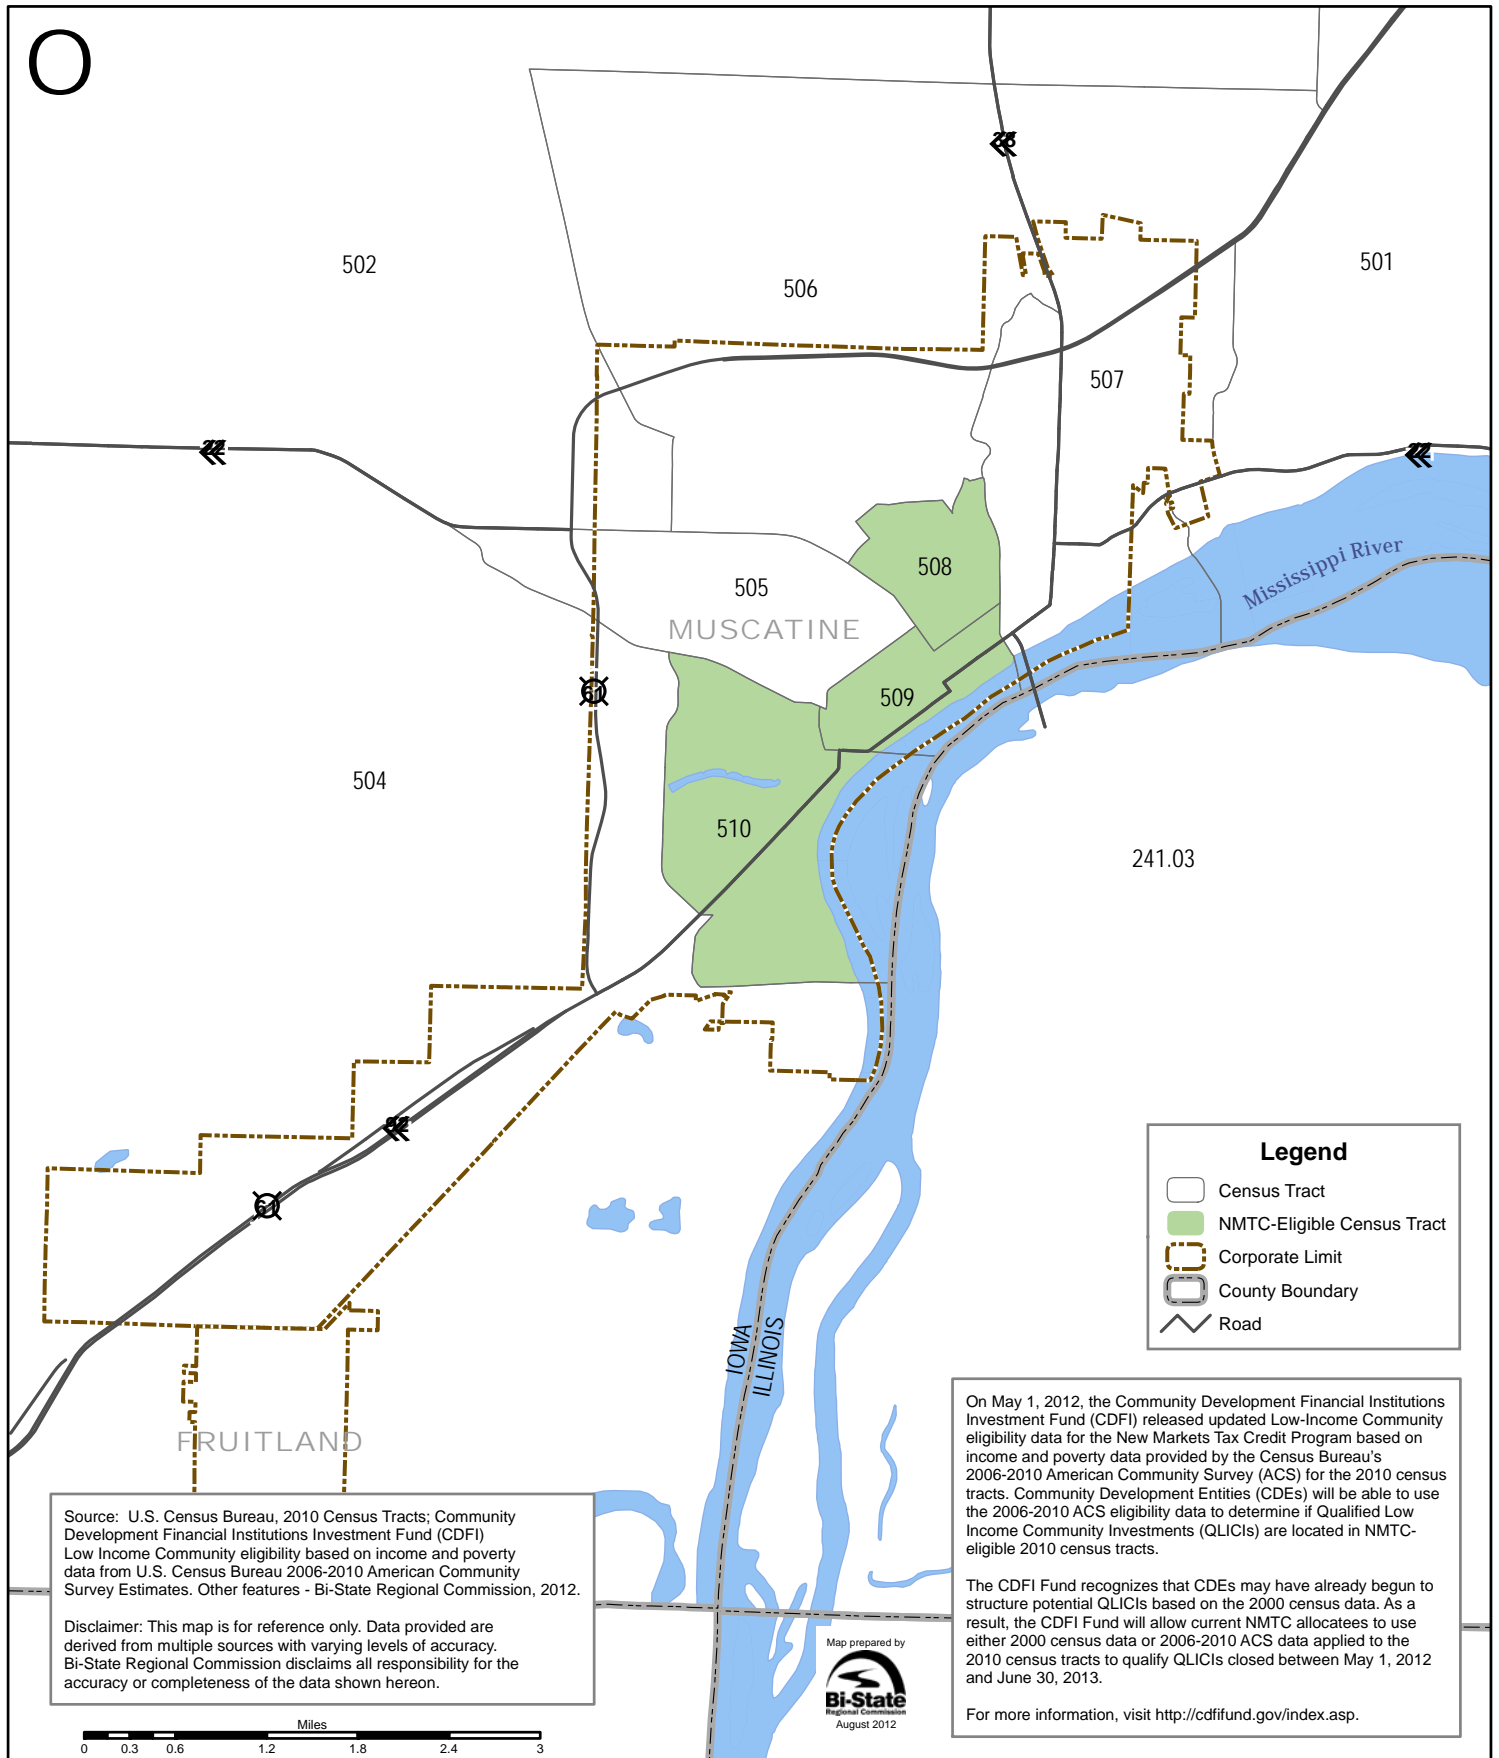 O
38
502
506
501
507
22
22
508
505
MUSCATINE
Mississippi River
61
509
504
510
241.03
92
61
IOWA
ILLINOIS
FRUITLAND
Legend
Census Tract
NMTC-Eligible Census Tract
Corporate Limit
County Boundary
Road
On May 1, 2012, the Community Development Financial Institutions
Investment Fund (CDFI) released updated Low-Income Community
eligibility data for the New Markets Tax Credit Program based on
income and poverty data provided by the Census Bureau's
2006-2010 American Community Survey (ACS) for the 2010 census
tracts. Community Development Entities (CDEs) will be able to use
the 2006-2010 ACS eligibility data to determine if Qualified Low
Income Community Investments (QLICIs) are located in NMTC-
eligible 2010 census tracts.
The CDFI Fund recognizes that CDEs may have already begun to
structure potential QLICIs based on the 2000 census data. As a
result, the CDFI Fund will allow current NMTC allocatees to use
either 2000 census data or 2006-2010 ACS data applied to the
2010 census tracts to qualify QLICIs closed between May 1, 2012
and June 30, 2013.
For more information, visit http://cdfifund.gov/index.asp.
Source: U.S. Census Bureau, 2010 Census Tracts; Community
Development Financial Institutions Investment Fund (CDFI)
Low Income Community eligibility based on income and poverty
data from U.S. Census Bureau 2006-2010 American Community
Survey Estimates. Other features - Bi-State Regional Commission, 2012.
Disclaimer: This map is for reference only. Data provided are
derived from multiple sources with varying levels of accuracy.
Bi-State Regional Commission disclaims all responsibility for the
accuracy or completeness of the data shown hereon.
Map prepared by
Bi-State
Regional Commission
August 2012
Miles
0 0.3 0.6 1.2 1.8 2.4 3